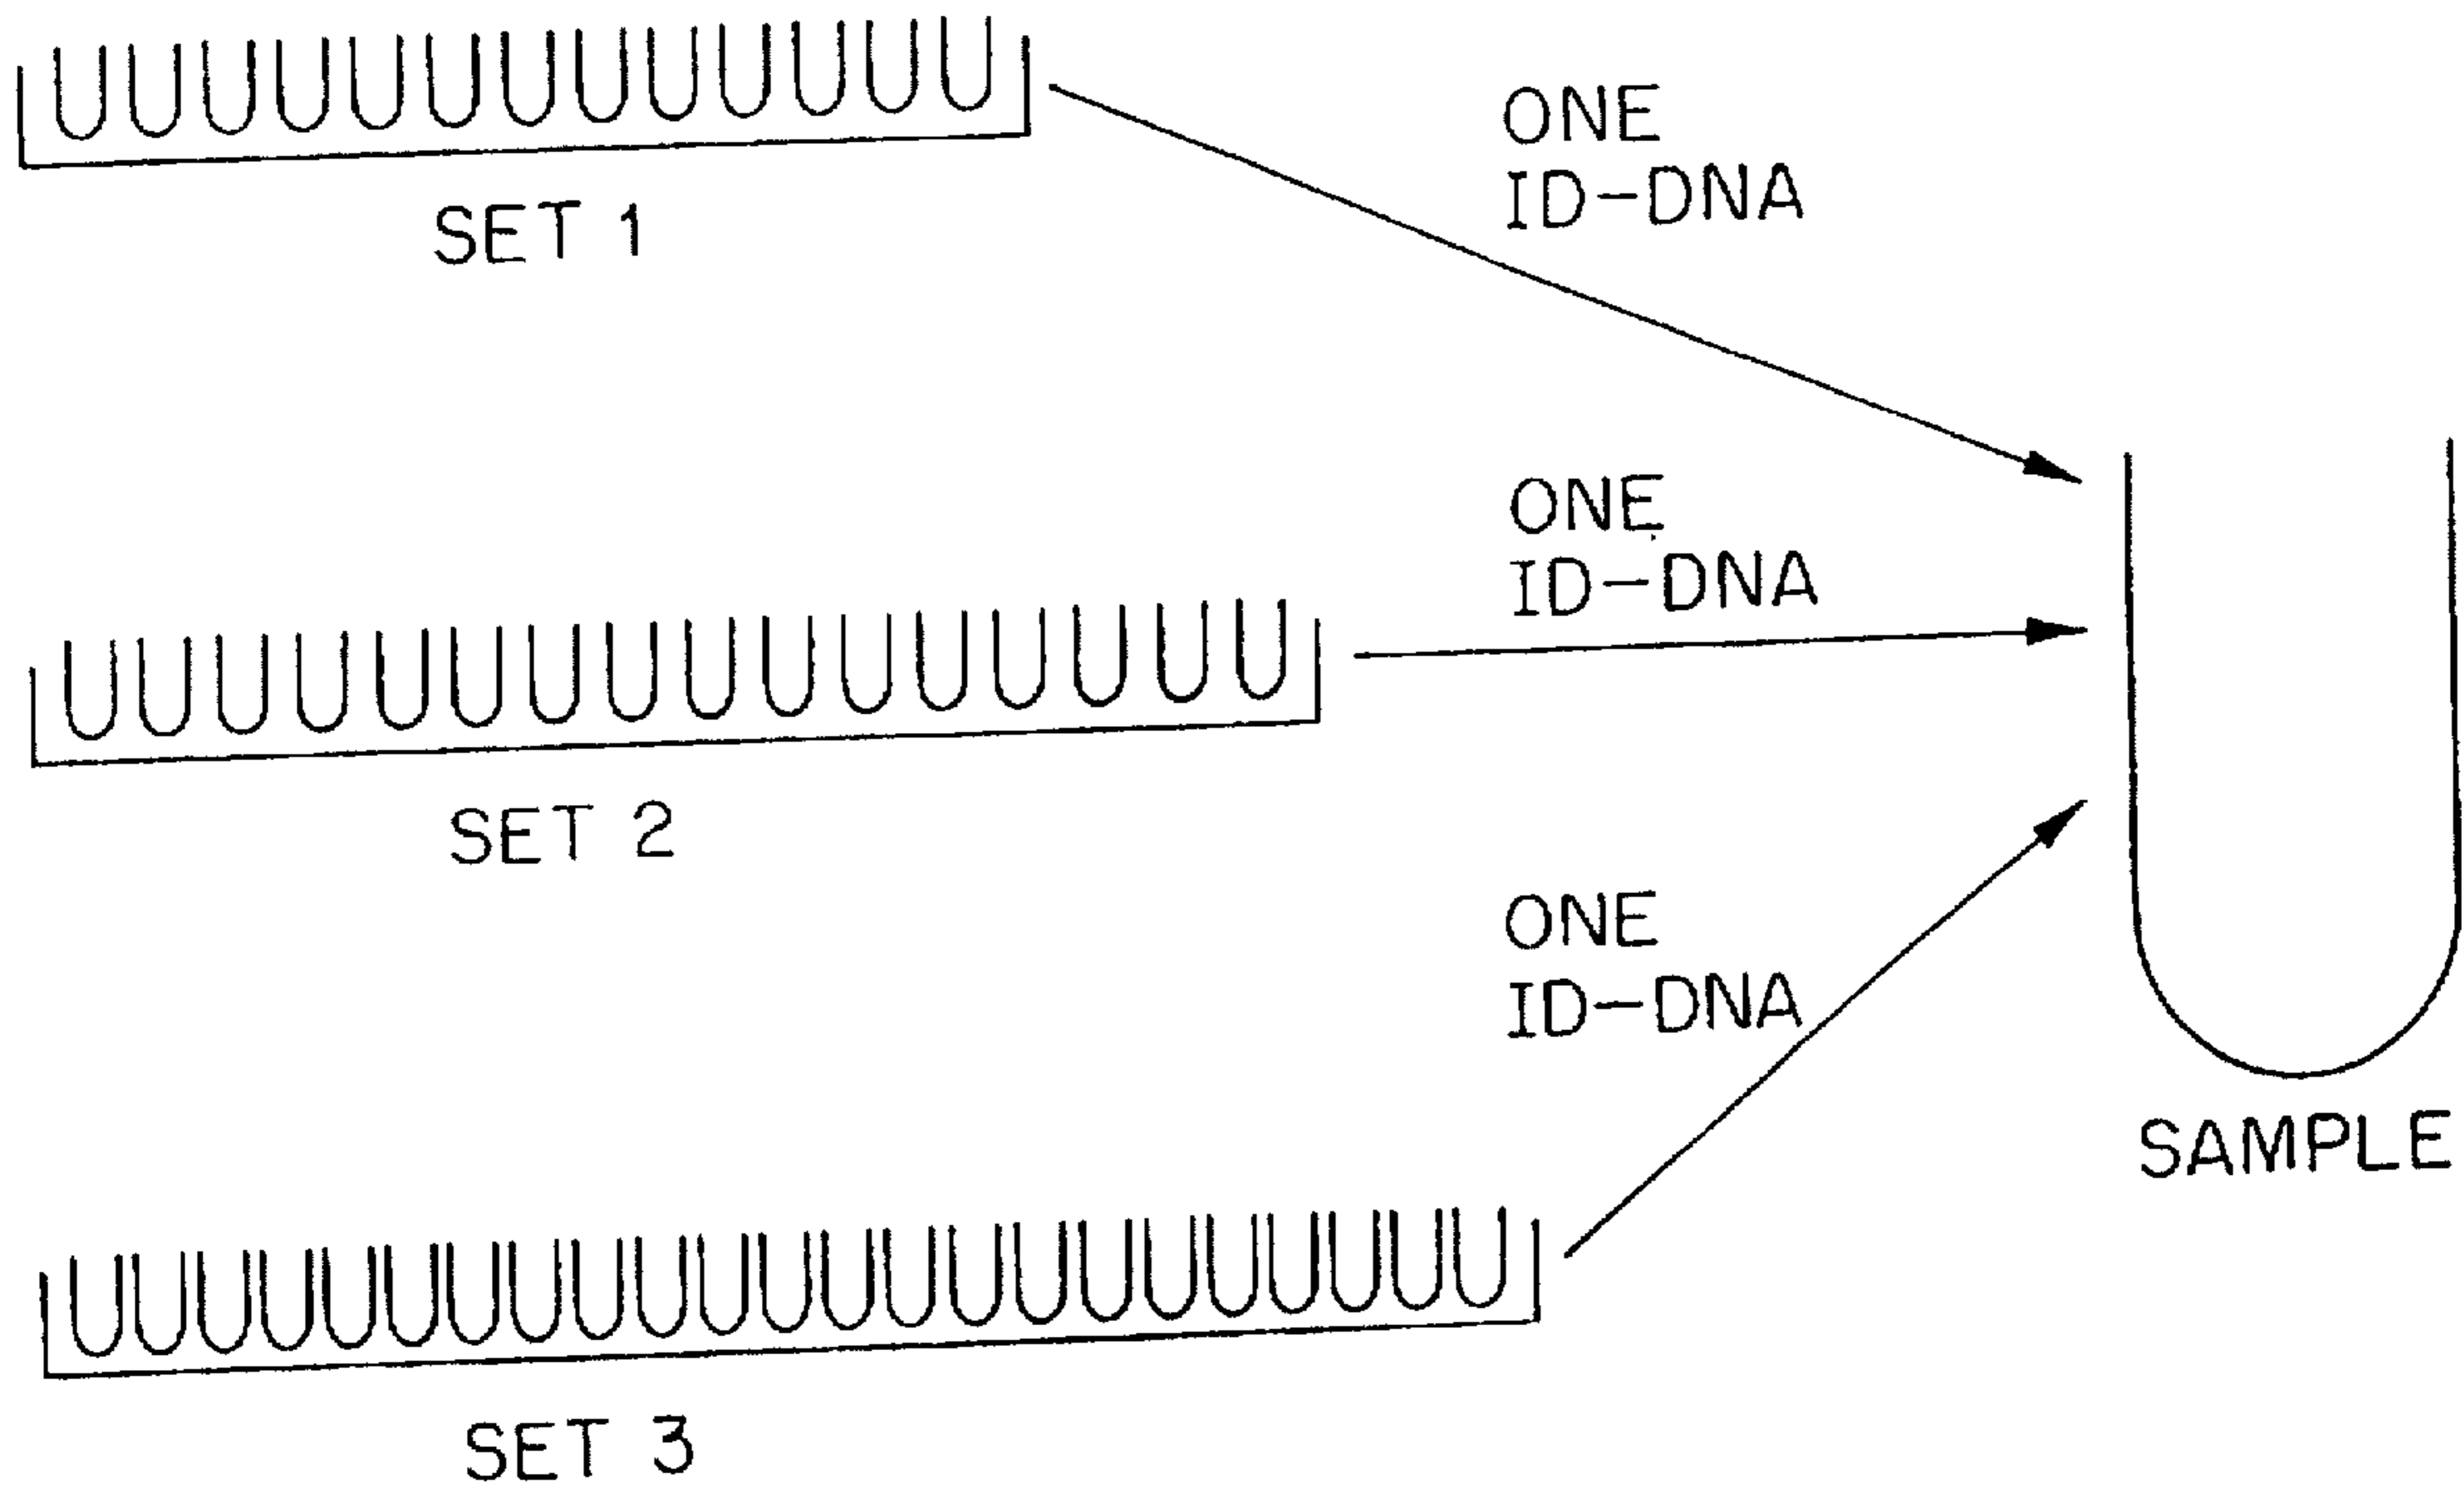 ONE
ID-DNA
SET 1
ONE
ID-DNA
SET 2
ONE
ID-DNA
SAMPLE
SET 3